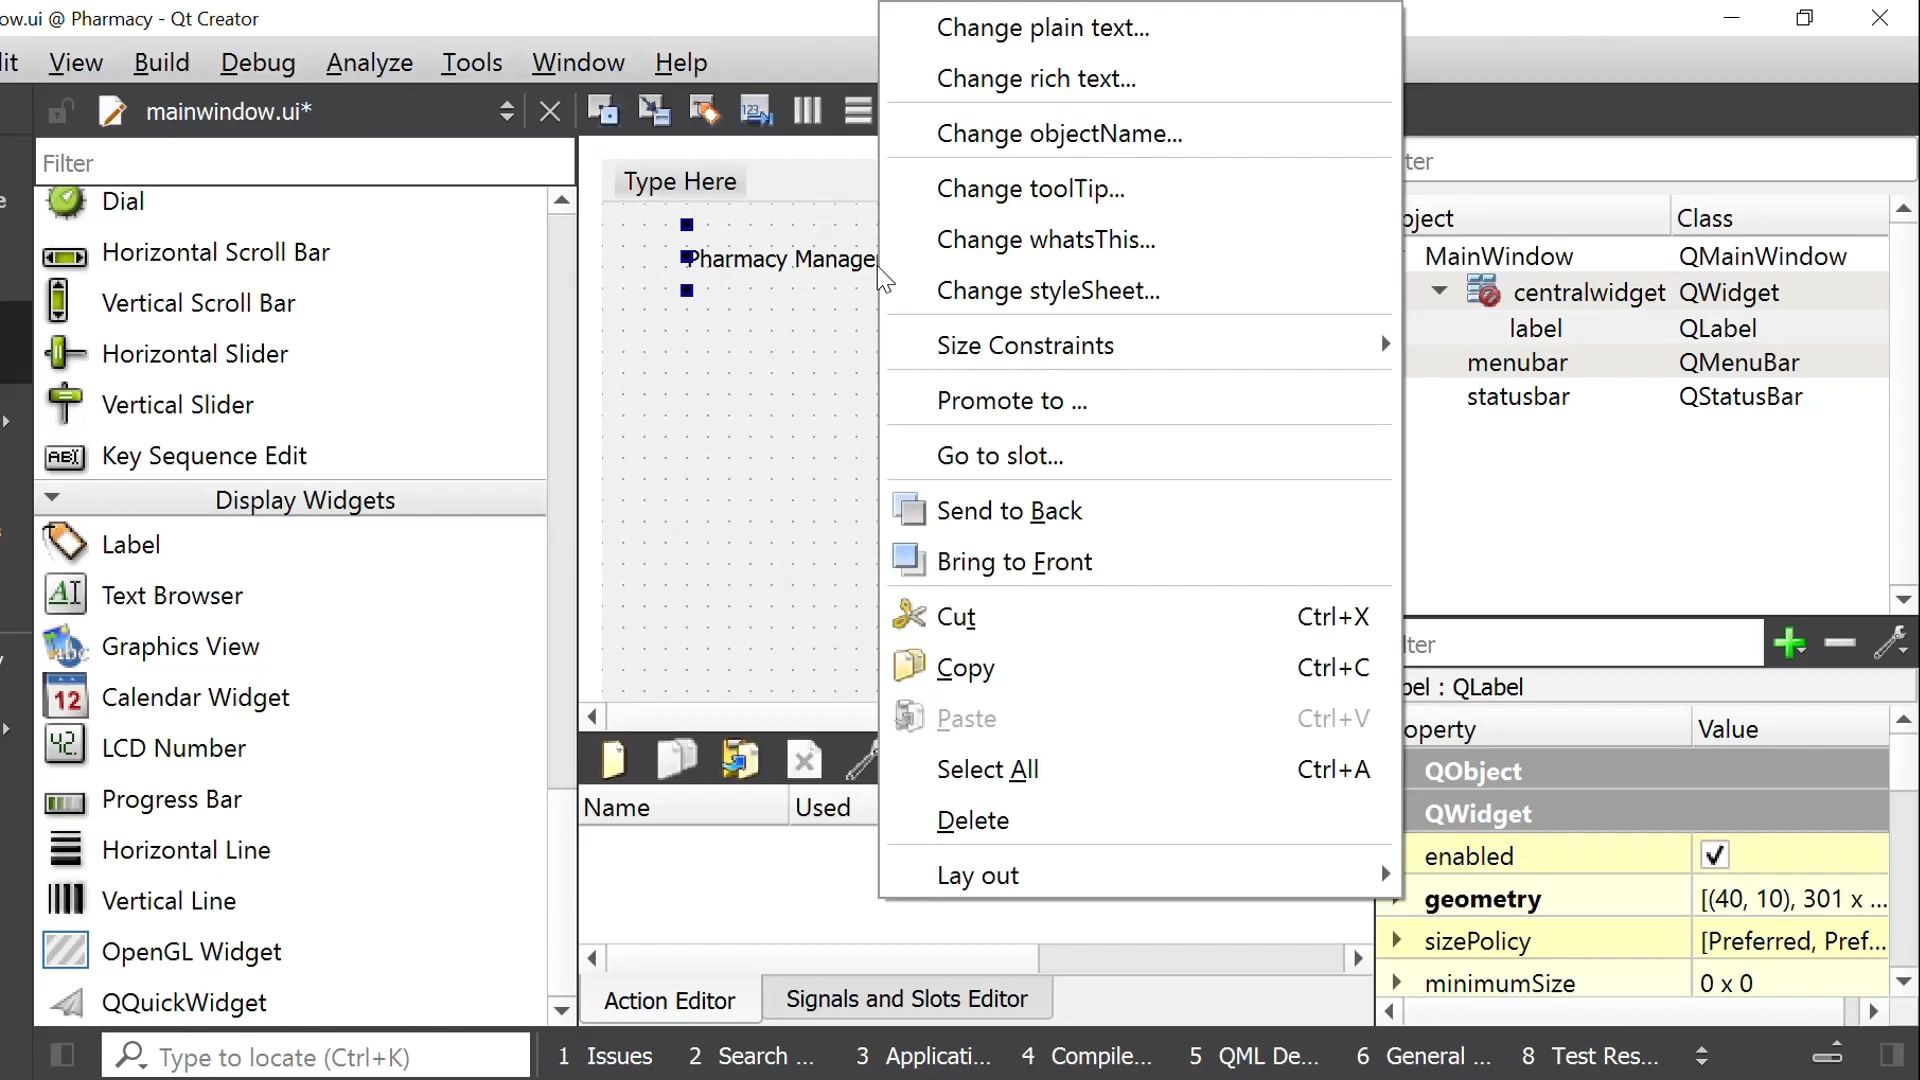 ow.ui @ Pharmacy - Qt Creator
it View Build Debug Analyze Tools Window Help
mainwindow.ui*
Filter
Dial
Horizontal Scroll Bar
Vertical Scroll Bar
Horizontal Slider
Vertical Slider
Key Sequence Edit
Display Widgets
Label
Text Browser
Graphics View
Calendar Widget
LCD Number
Progress Bar
Horizontal Line
Vertical Line
OpenGL Widget
QQuickWidget
Type Here
Pharmacy Manage
Name Used
Action Editor Signals and Slots Editor
Change plain text...
Change rich text...
Change objectName...
Change toolTip...
Change whatsThis...
Change styleSheet...
Size Constraints
Promote to ...
Go to slot...
Send to Back
Bring to Front
Cut Ctrl+X
Copy Ctrl+C
Paste Ctrl+V
Select All Ctrl+A
Delete
Lay out
ter
bject Class
MainWindow QMainWindow
centralwidget QWidget
label QLabel
menubar QMenuBar
statusbar QStatusBar
lter
bel : QLabel
operty Value
QObject
QWidget
enabled
geometry [(40, 10), 301 x ...
sizePolicy [Preferred, Pref...
minimumSize 0 x 0
Type to locate (Ctrl+K) 1 Issues 2 Search ... 3 Applicati... 4 Compile... 5 QML De... 6 General ... 8 Test Res...